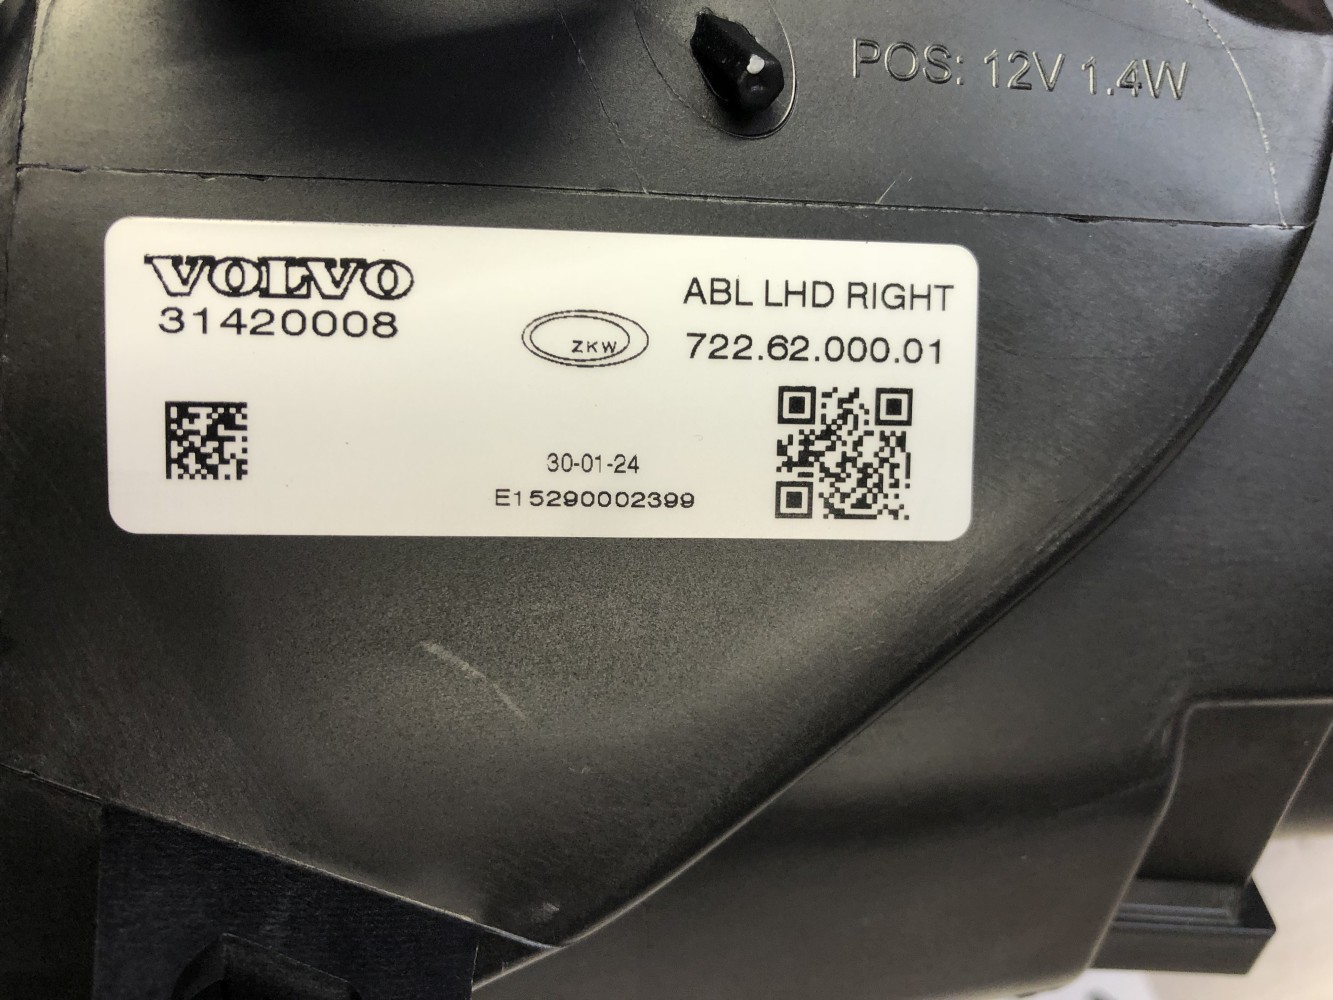 POS: 12V 1.4W
VOLVO
31420008
ZKW
ABL LHD RIGHT
722.62.000.01
30-01-24
E15290002399